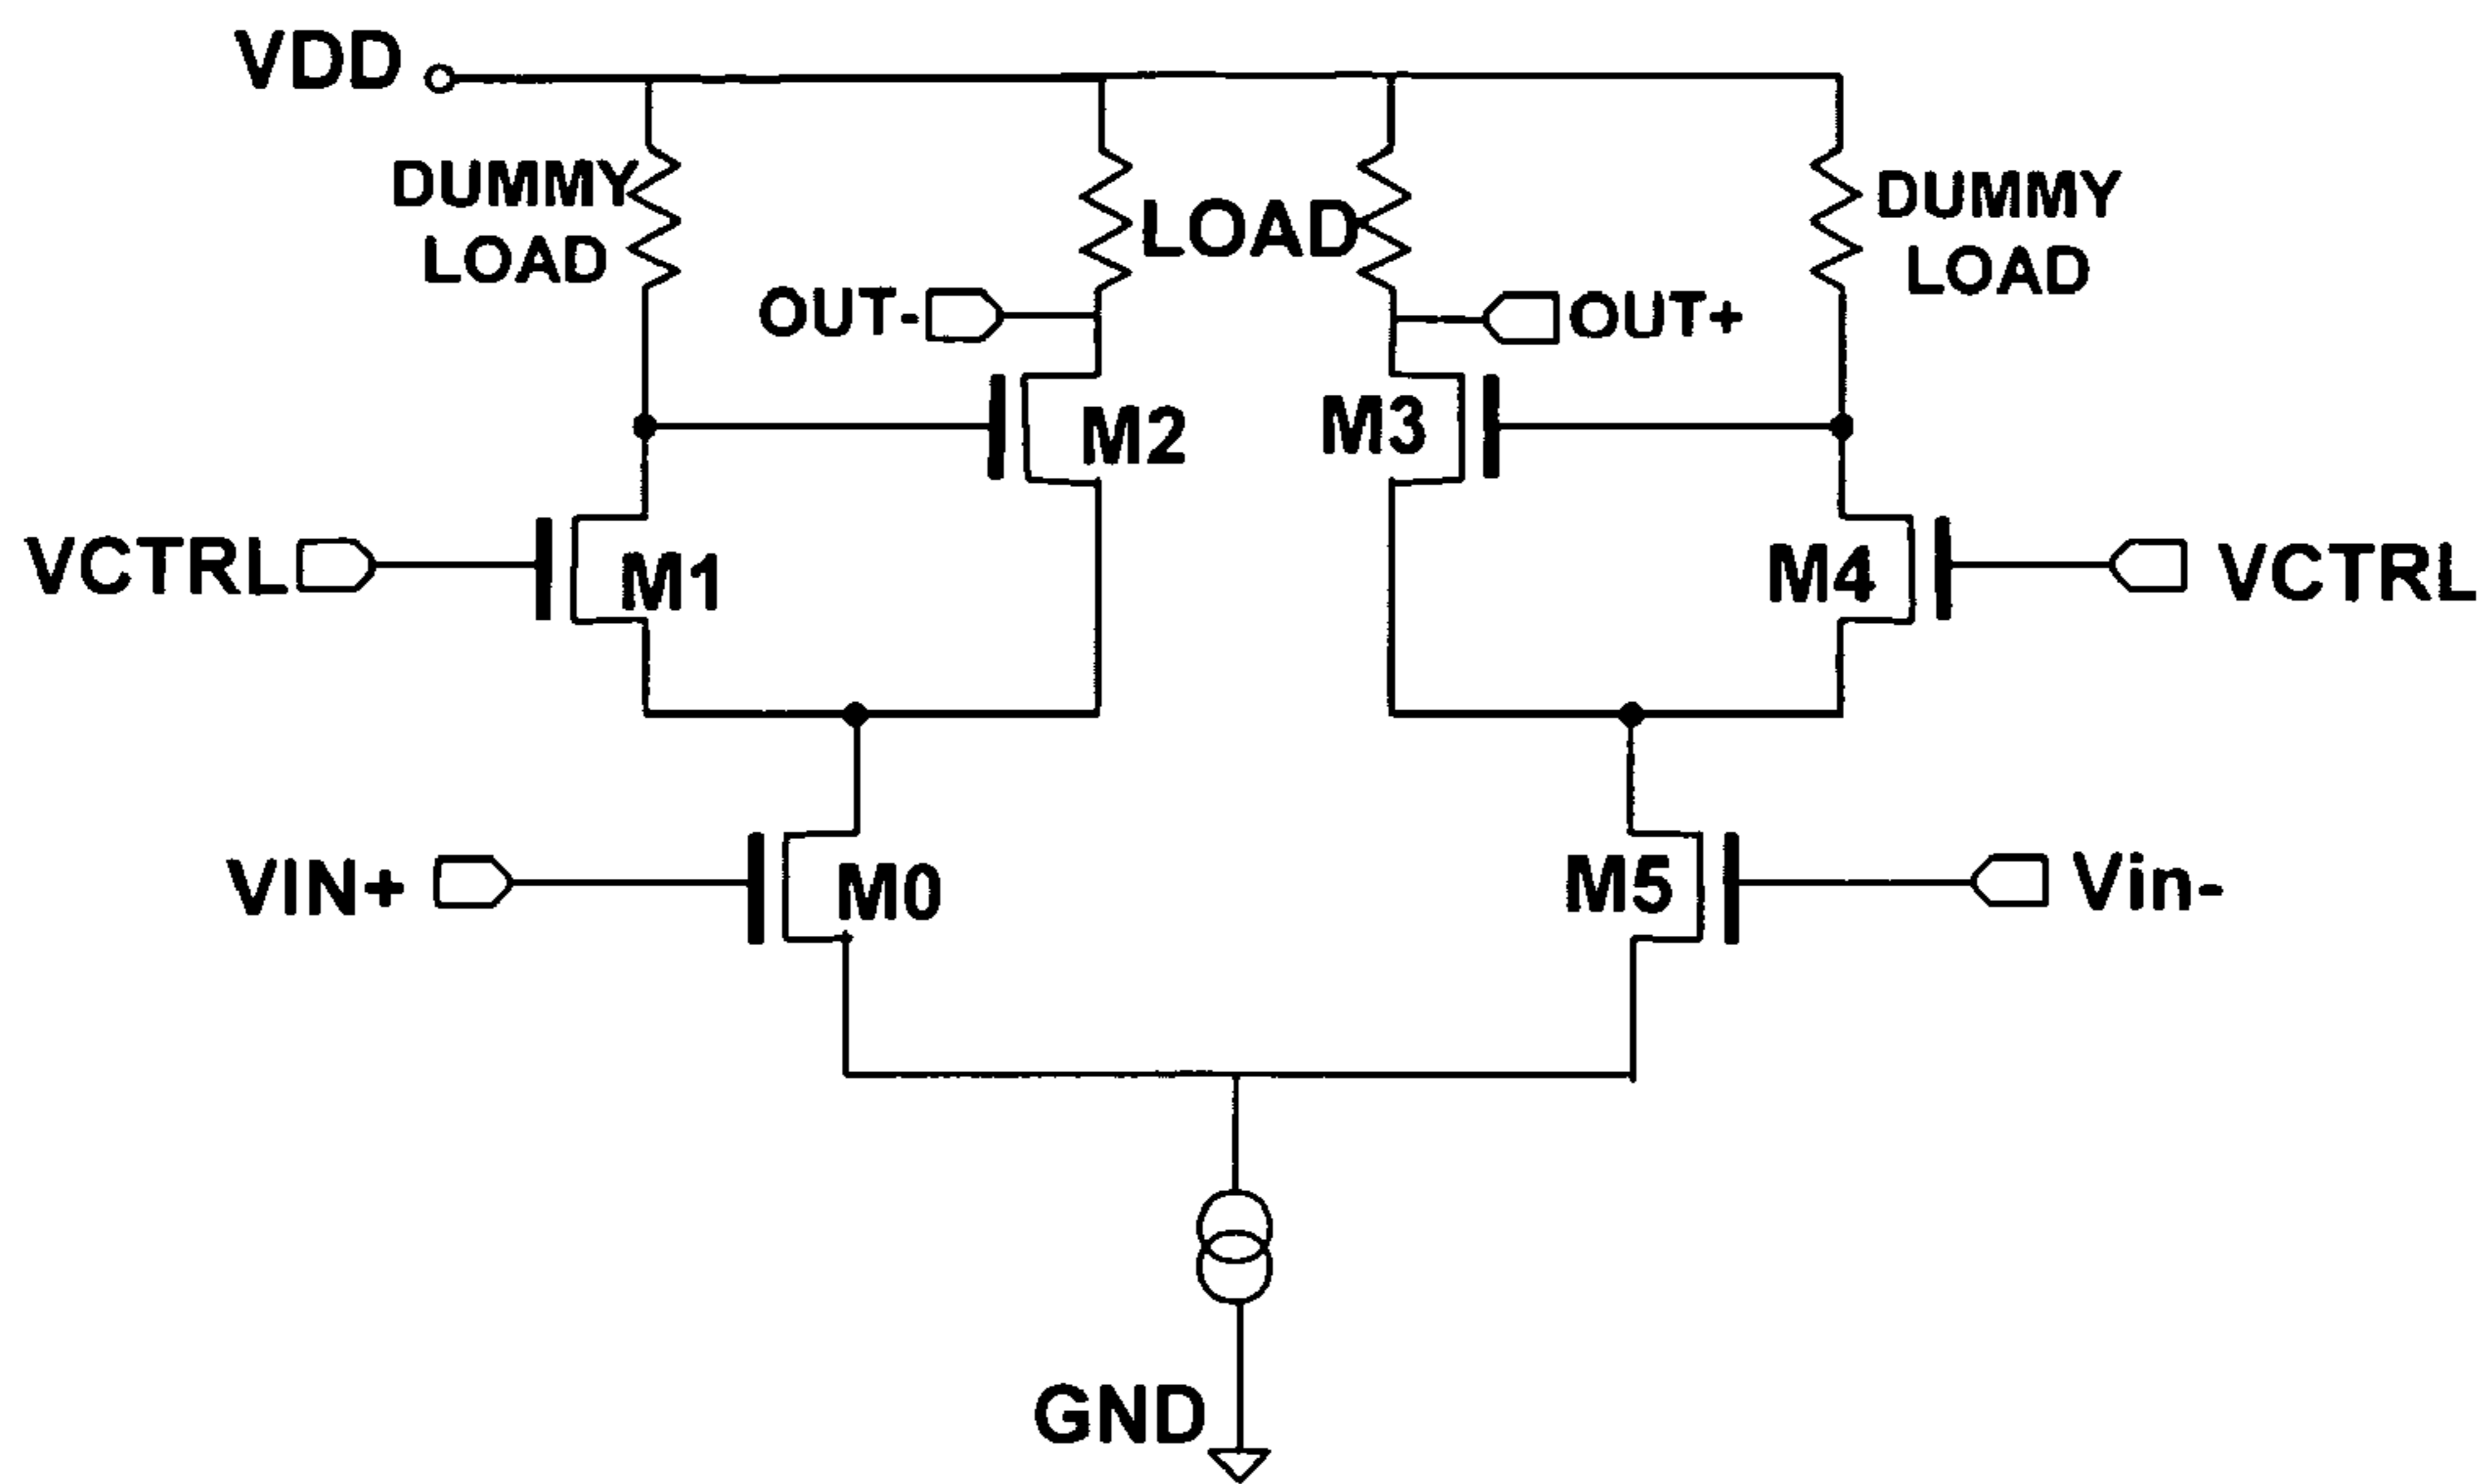 VDD
DUMMY
LOAD
LOAD
DUMMY
LOAD
OUT-
OUT+
M2
M3
VCTRL
M1
M4
VCTRL
VIN+
M0
M5
Vin-
GND